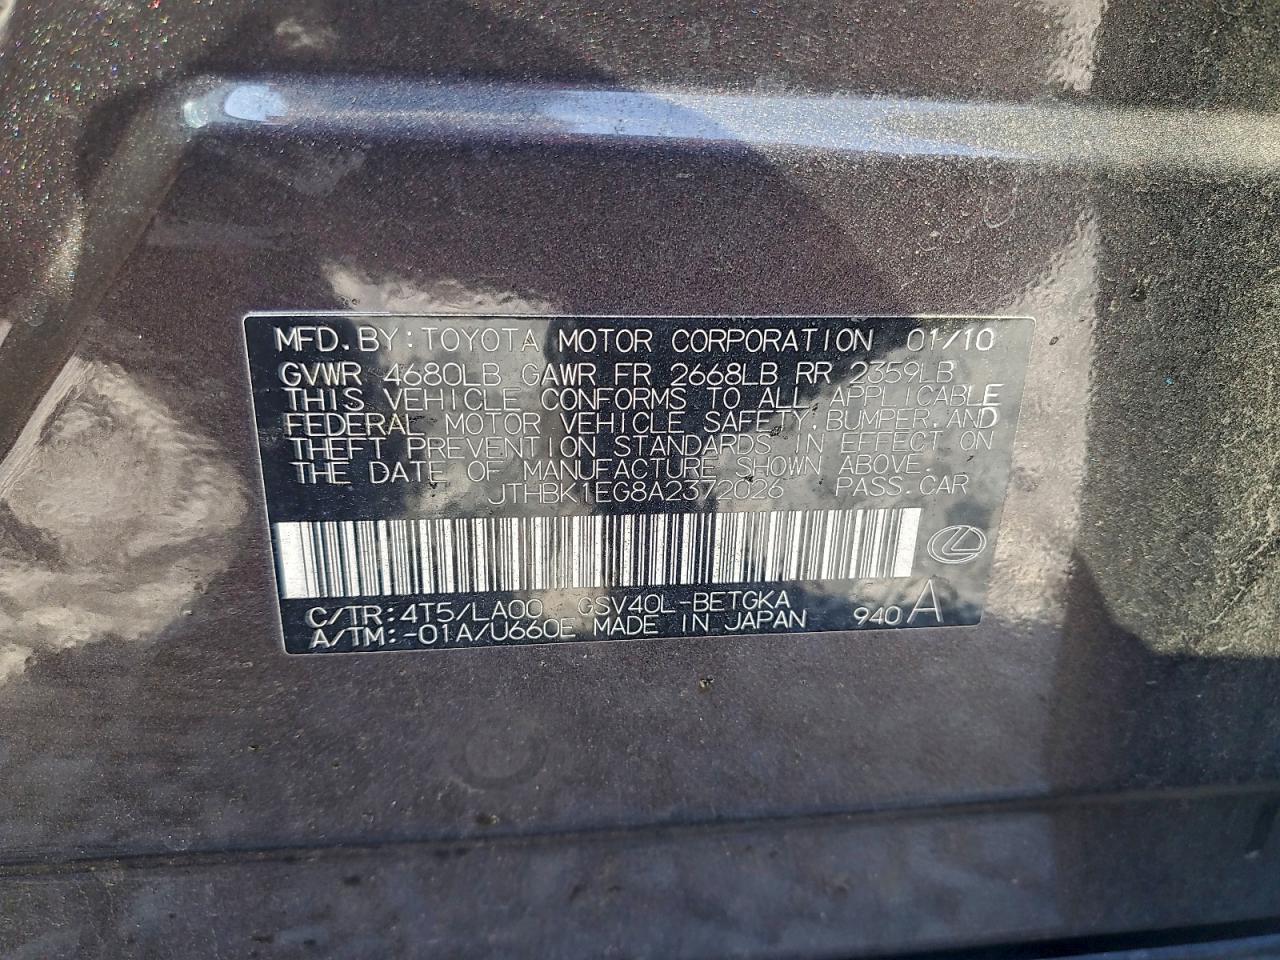 MFD.BY:TOYOTA MOTOR CORPORATION 01/10
GVWR 4680LB GAWR FR 2668LB RR 2359LB
THIS VEHICLE CONFORMS TO ALL APPLICABLE
FEDERAL MOTOR VEHICLE SAFETY,BUMPER,AND
THEFT PREVENTION STANDARDS IN EFFECT ON
THE DATE OF MANUFACTURE SHOWN ABOVE.
JTHBK1EG8A2372026 PASS.CAR
C/TR:4T5/LA00 GSV40L-BETGKA
A/TM:-01A/U660E MADE IN JAPAN 940 A